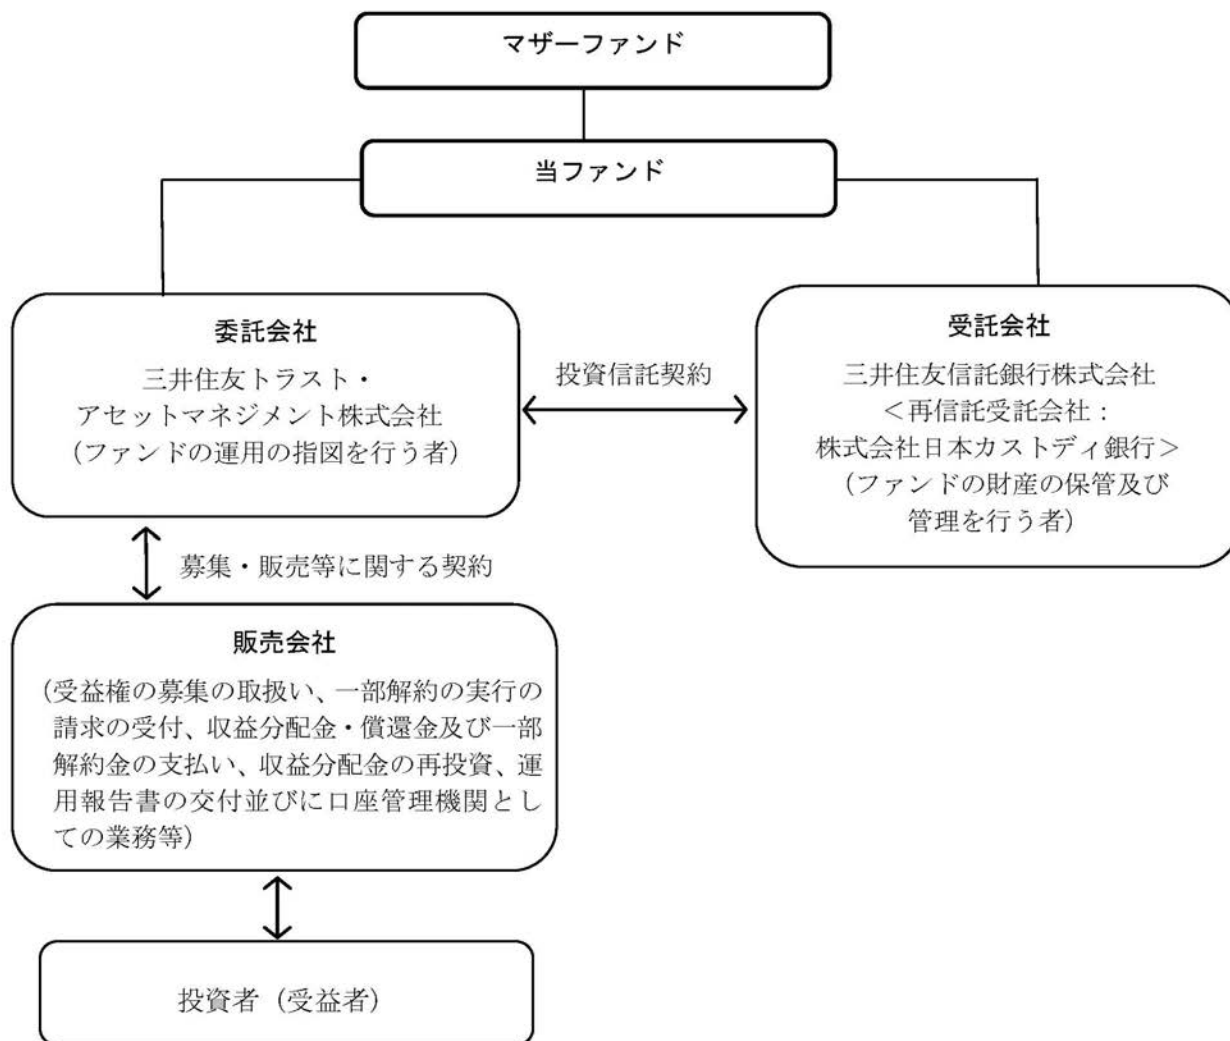 マザーファンド
当ファンド
委託会社
三井住友トラスト・
アセットマネジメント株式会社
（ファンドの運用の指図を行う者）
投資信託契約
受託会社
三井住友信託銀行株式会社
＜再信託受託会社：
株式会社日本カストディ銀行＞
（ファンドの財産の保管及び
管理を行う者）
募集・販売等に関する契約
販売会社
（受益権の募集の取扱い、一部解約の実行の
請求の受付、収益分配金・償還金及び一部
解約金の支払い、収益分配金の再投資、運
用報告書の交付並びに口座管理機関とし
ての業務等）
投資者（受益者）